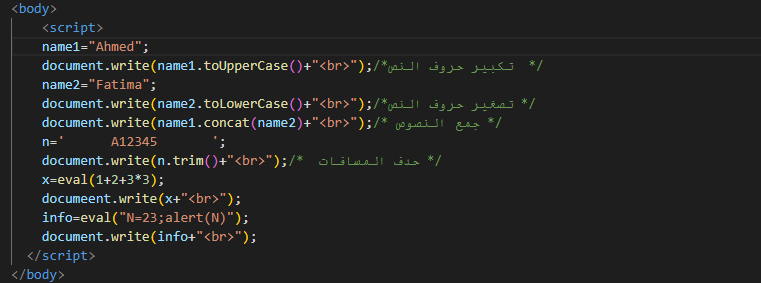 <body>
<script>
name1="Ahmed";
document.write(name1.toUpperCase()+"<br>");/*تكبير حروف النص */
name2="Fatima";
document.write(name2.toLowerCase()+"<br>");/*تصغير حروف النص */
document.write(name1.concat(name2)+"<br>");/* جمع النصوص */
n='      A12345       ';
document.write(n.trim()+"<br>");/* حدف المسافات */
x=eval(1+2+3*3);
documeent.write(x+"<br>");
info=eval("N=23;alert(N)");
document.write(info+"<br>");
</script>
</body>